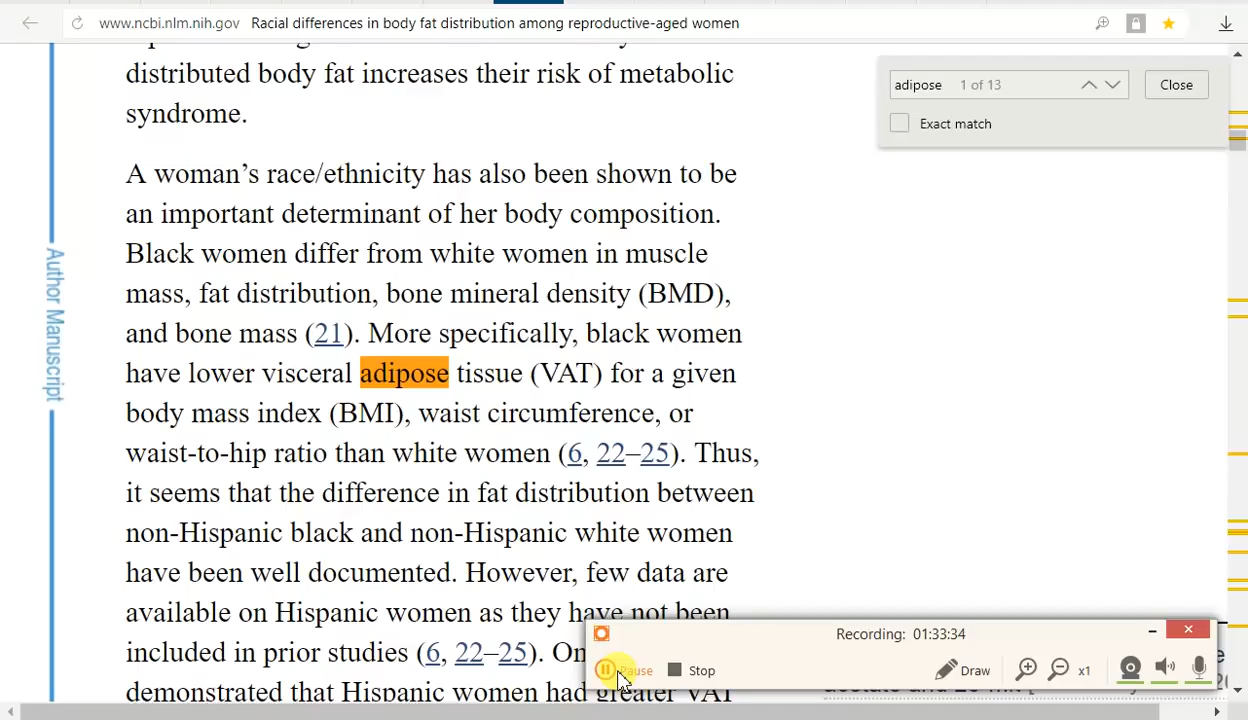 www.ncbi.nlm.nih.gov Racial differences in body fat distribution among reproductive-aged women
distributed body fat increases their risk of metabolic
syndrome.
adipose 1 of 13 Close
Exact match
A woman's race/ethnicity has also been shown to be
an important determinant of her body composition.
Black women differ from white women in muscle
mass, fat distribution, bone mineral density (BMD),
and bone mass (21). More specifically, black women
have lower visceral adipose tissue (VAT) for a given
body mass index (BMI), waist circumference, or
waist-to-hip ratio than white women (6, 22–25). Thus,
it seems that the difference in fat distribution between
non-Hispanic black and non-Hispanic white women
have been well documented. However, few data are
available on Hispanic women as they have not been
included in prior studies (6, 22–25). On
demonstrated that Hispanic women had greater VAT
Author Manuscript
Recording: 01:33:34
Pause Stop Draw x1